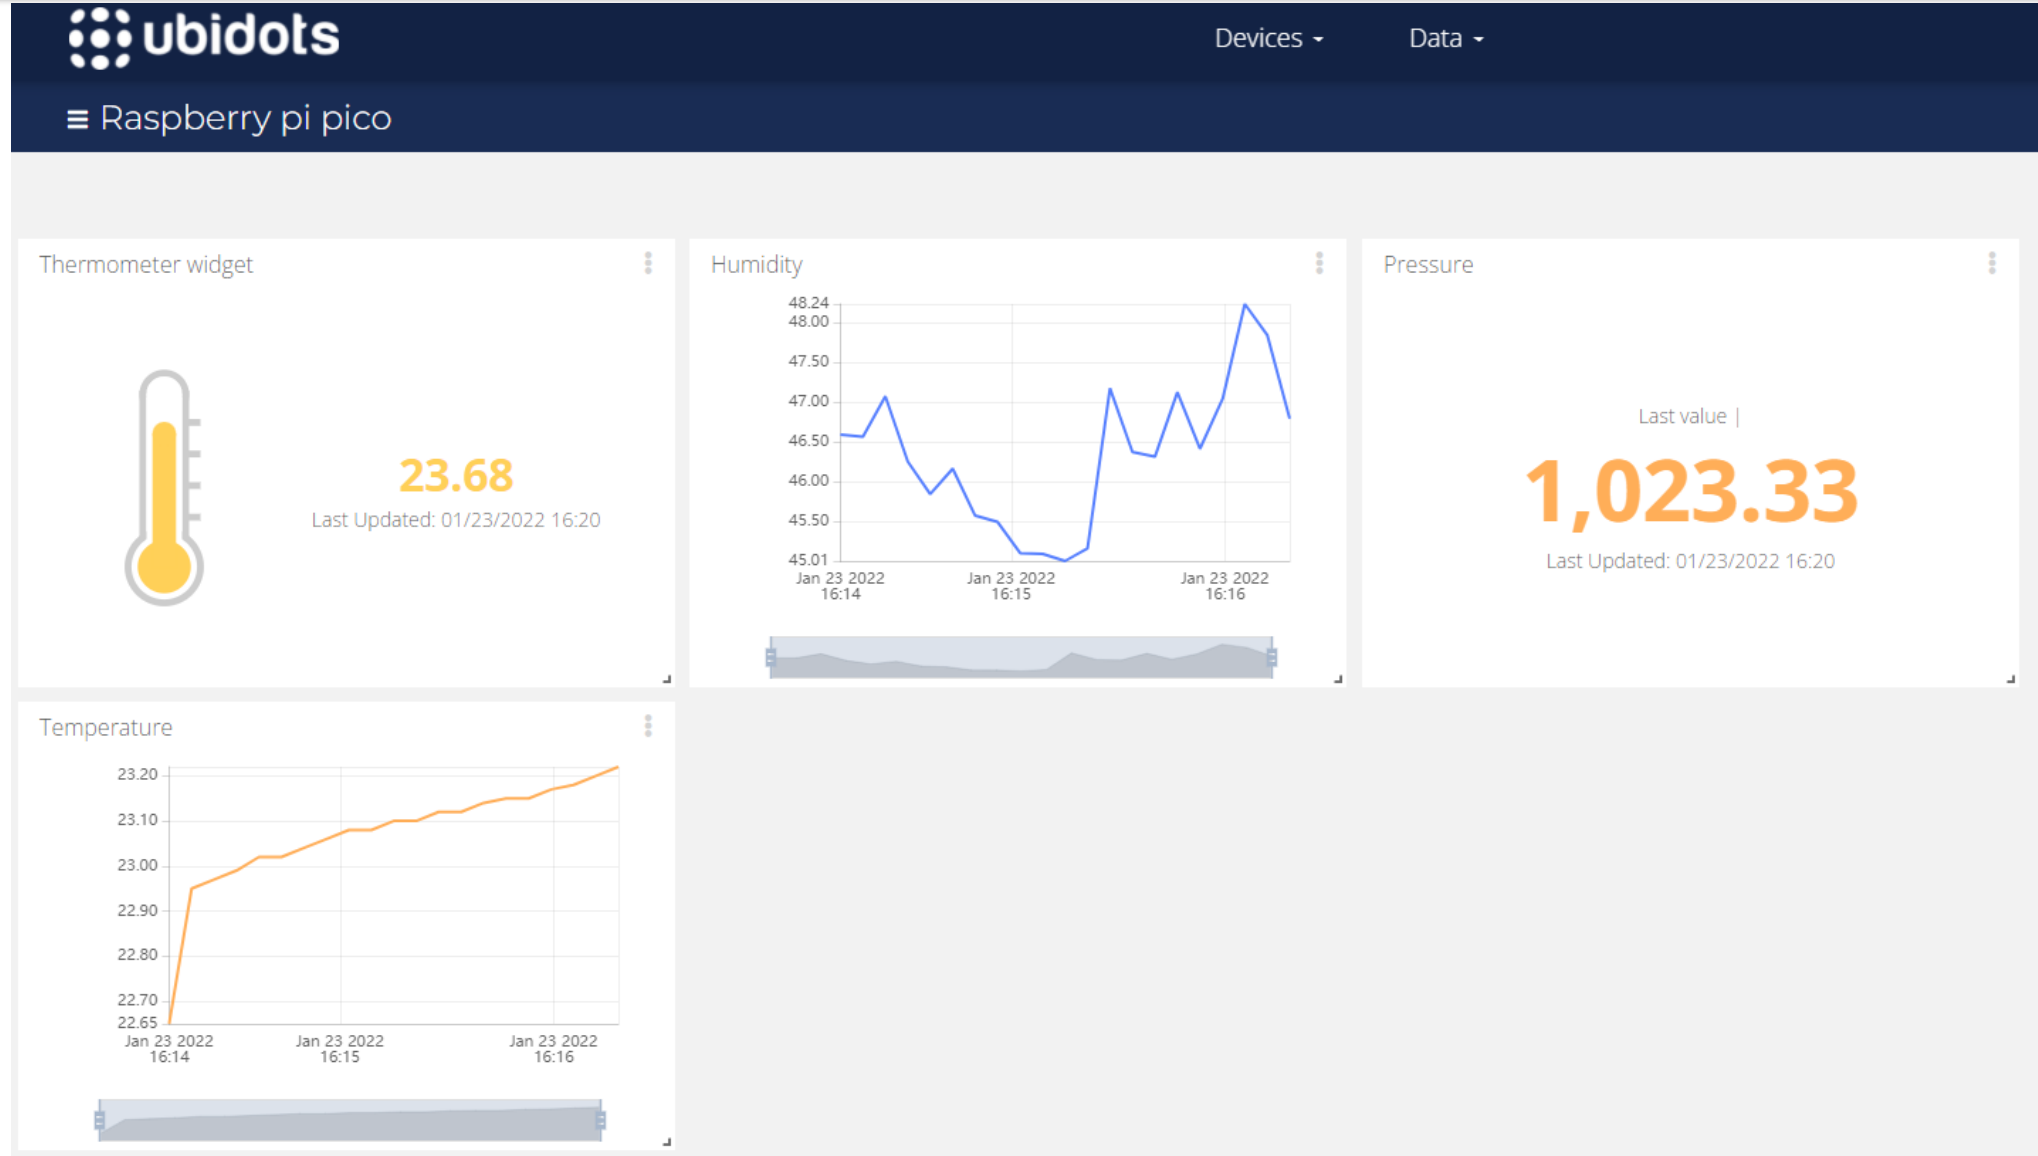 ubidots
Devices
Data
Raspberry pi pico
Thermometer widget
23.68
Last Updated: 01/23/2022 16:20
Humidity
48.24
48.00
47.50
47.00
46.50
46.00
45.50
45.01
Jan 23 2022 Jan 23 2022 Jan 23 2022
16:14 16:15 16:16
Pressure
Last value |
1,023.33
Last Updated: 01/23/2022 16:20
Temperature
23.20
23.10
23.00
22.90
22.80
22.70
22.65
Jan 23 2022 Jan 23 2022 Jan 23 2022
16:14 16:15 16:16